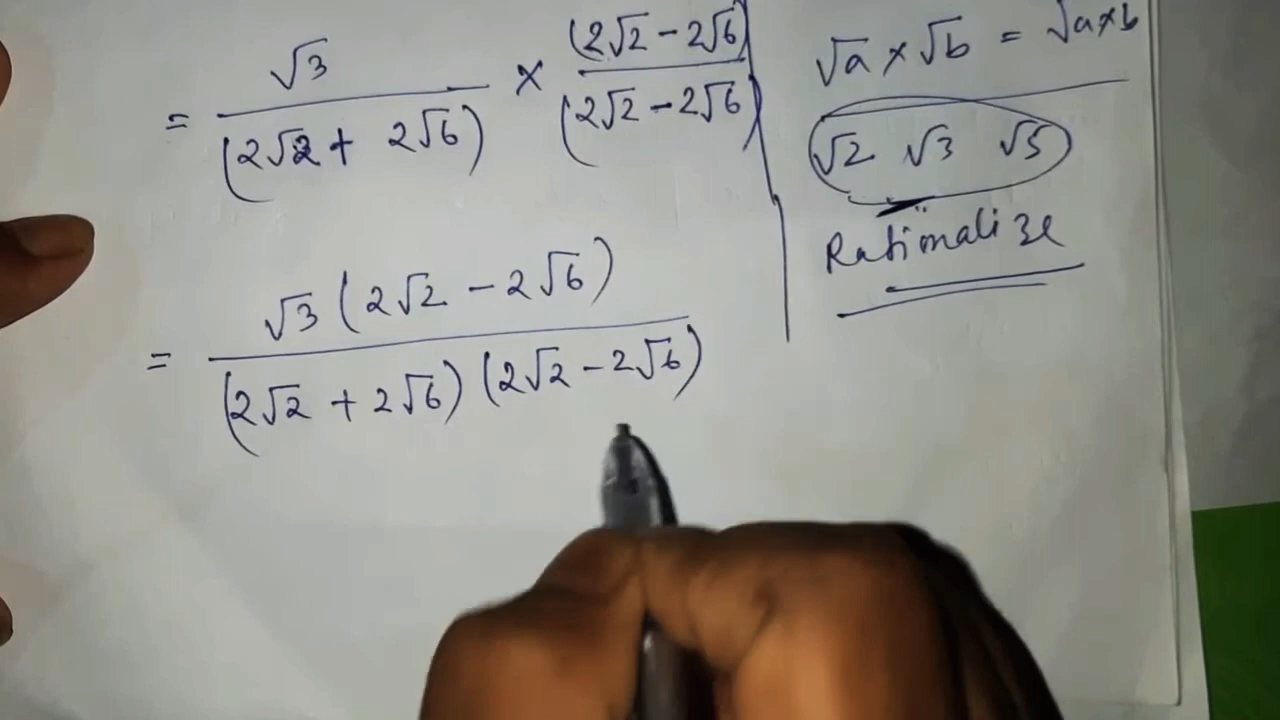 = √3 / (2√2 + 2√6) × (2√2 − 2√6) / (2√2 − 2√6)
= √3 (2√2 − 2√6) / (2√2 + 2√6) (2√2 − 2√6)
√a × √b = √a×b
√2 √3 √5
Rationalize